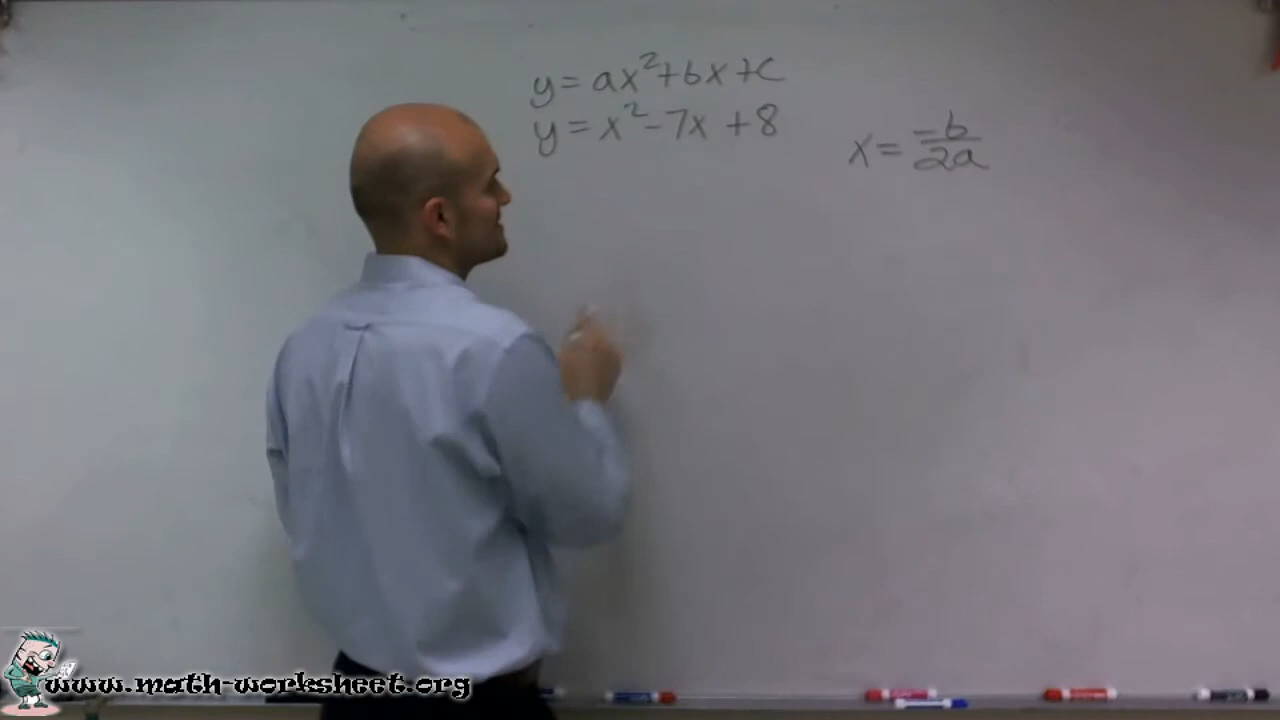 y = ax²+bx+c
y = x²-7x +8
x = -b/2a
www.math-worksheet.org